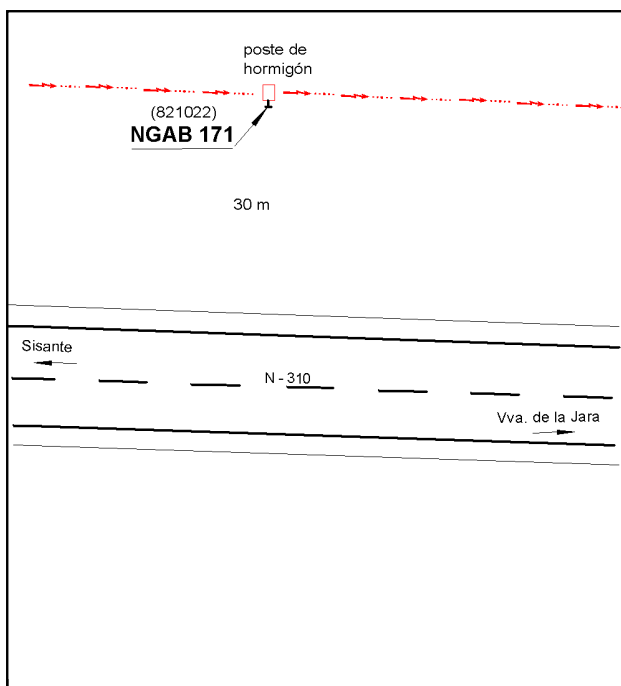 poste de
hormigón
(821022)
NGAB 171
30 m
Sisante
N - 310
Vva. de la Jara